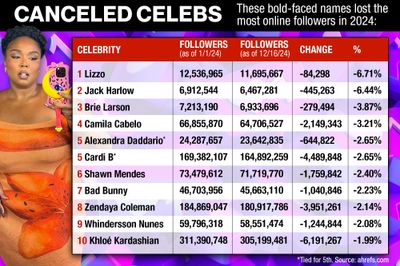 CANCELED CELEBS
These bold-faced names lost the
most online followers in 2024:
CELEBRITY FOLLOWERS (as of 1/1/24) FOLLOWERS (as of 12/16/24) CHANGE %
1 Lizzo 12,536,965 11,695,667 -84,298 -6.71%
2 Jack Harlow 6,912,544 6,467,281 -445,263 -6.44%
3 Brie Larson 7,213,190 6,933,696 -279,494 -3.87%
4 Camila Cabelo 66,855,870 64,706,527 -2,149,343 -3.21%
5 Alexandra Daddario* 24,287,657 23,642,835 -644,822 -2.65%
5 Cardi B* 169,382,107 164,892,259 -4,489,848 -2.65%
6 Shawn Mendes 73,479,612 71,719,770 -1,759,842 -2.40%
7 Bad Bunny 46,703,956 45,663,110 -1,040,846 -2.23%
8 Zendaya Coleman 184,869,047 180,917,786 -3,951,261 -2.14%
9 Whindersson Nunes 59,796,318 58,551,474 -1,244,844 -2.08%
10 Khloé Kardashian 311,390,748 305,199,481 -6,191,267 -1.99%
*Tied for 5th. Source: ahrefs.com